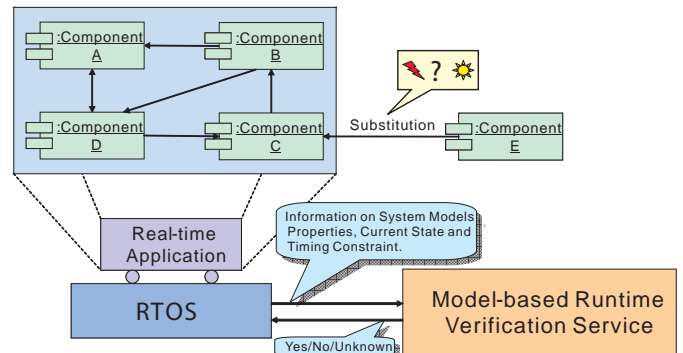 :Component
A
:Component
B
:Component
D
:Component
C
?
Substitution
:Component
E
Real-time
Application
Information on System Models
Properties, Current State and
Timing Constraint.
RTOS
Model-based Runtime
Verification Service
Yes/No/Unknown